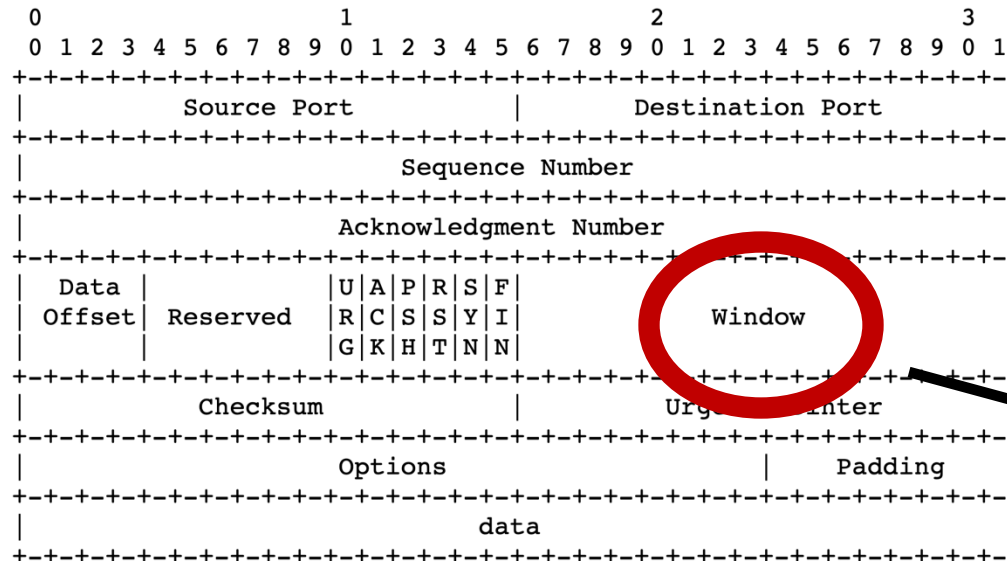 0 1 2 3
0 1 2 3 4 5 6 7 8 9 0 1 2 3 4 5 6 7 8 9 0 1 2 3 4 5 6 7 8 9 0 1
+-+-+-+-+-+-+-+-+-+-+-+-+-+-+-+-+-+-+-+-+-+-+-+-+-+-+-+-+-+-+-+-
| Source Port | Destination Port
+-+-+-+-+-+-+-+-+-+-+-+-+-+-+-+-+-+-+-+-+-+-+-+-+-+-+-+-+-+-+-+-
| Sequence Number
+-+-+-+-+-+-+-+-+-+-+-+-+-+-+-+-+-+-+-+-+-+-+-+-+-+-+-+-+-+-+-+-
| Acknowledgment Number
+-+-+-+-+-+-+-+-+-+-+-+-+-+-+-+-+-+-+-+-+-+-+-+-+-+-+-+-+-+-+-+-
| Data | |U|A|P|R|S|F|
| Offset| Reserved |R|C|S|S|Y|I| Window
| | |G|K|H|T|N|N|
+-+-+-+-+-+-+-+-+-+-+-+-+-+-+-+-+-+-+-+-+-+-+-+-+-+-+-+-+-+-+-+-
| Checksum |
+-+-+-+-+-+-+-+-+-+-+-+-+-+-+-+-+-+-+-+-+-+-+-+-+-+-+-+-+-+-+-+-
| Options | Padding
+-+-+-+-+-+-+-+-+-+-+-+-+-+-+-+-+-+-+-+-+-+-+-+-+-+-+-+-+-+-+-+-
| data
+-+-+-+-+-+-+-+-+-+-+-+-+-+-+-+-+-+-+-+-+-+-+-+-+-+-+-+-+-+-+-+-